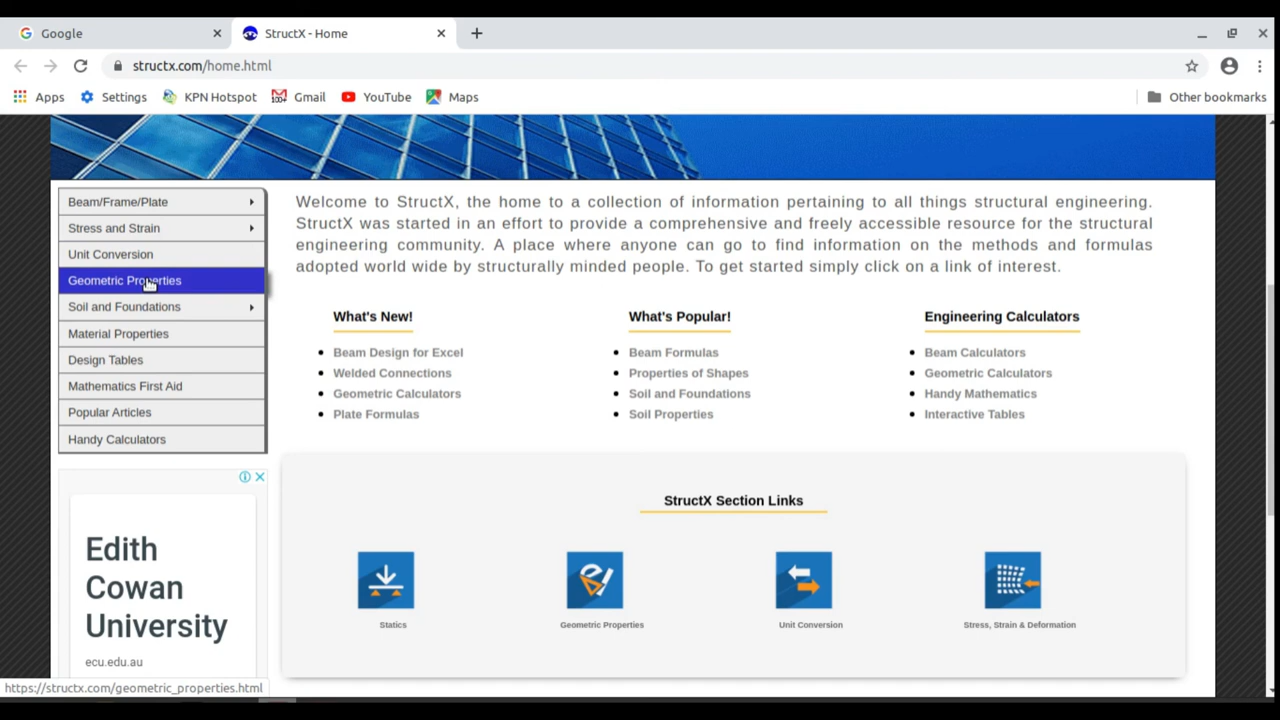 Google
StructX - Home
structx.com/home.html
Apps
Settings
KPN Hotspot
100+
Gmail
YouTube
Maps
Other bookmarks
Beam/Frame/Plate
Stress and Strain
Unit Conversion
Geometric Properties
Soil and Foundations
Material Properties
Design Tables
Mathematics First Aid
Popular Articles
Handy Calculators
Welcome to StructX, the home to a collection of information pertaining to all things structural engineering.
StructX was started in an effort to provide a comprehensive and freely accessible resource for the structural
engineering community. A place where anyone can go to find information on the methods and formulas
adopted world wide by structurally minded people. To get started simply click on a link of interest.
What's New!
Beam Design for Excel
Welded Connections
Geometric Calculators
Plate Formulas
What's Popular!
Beam Formulas
Properties of Shapes
Soil and Foundations
Soil Properties
Engineering Calculators
Beam Calculators
Geometric Calculators
Handy Mathematics
Interactive Tables
Edith
Cowan
University
ecu.edu.au
StructX Section Links
Statics
Geometric Properties
Unit Conversion
Stress, Strain & Deformation
https://structx.com/geometric_properties.html